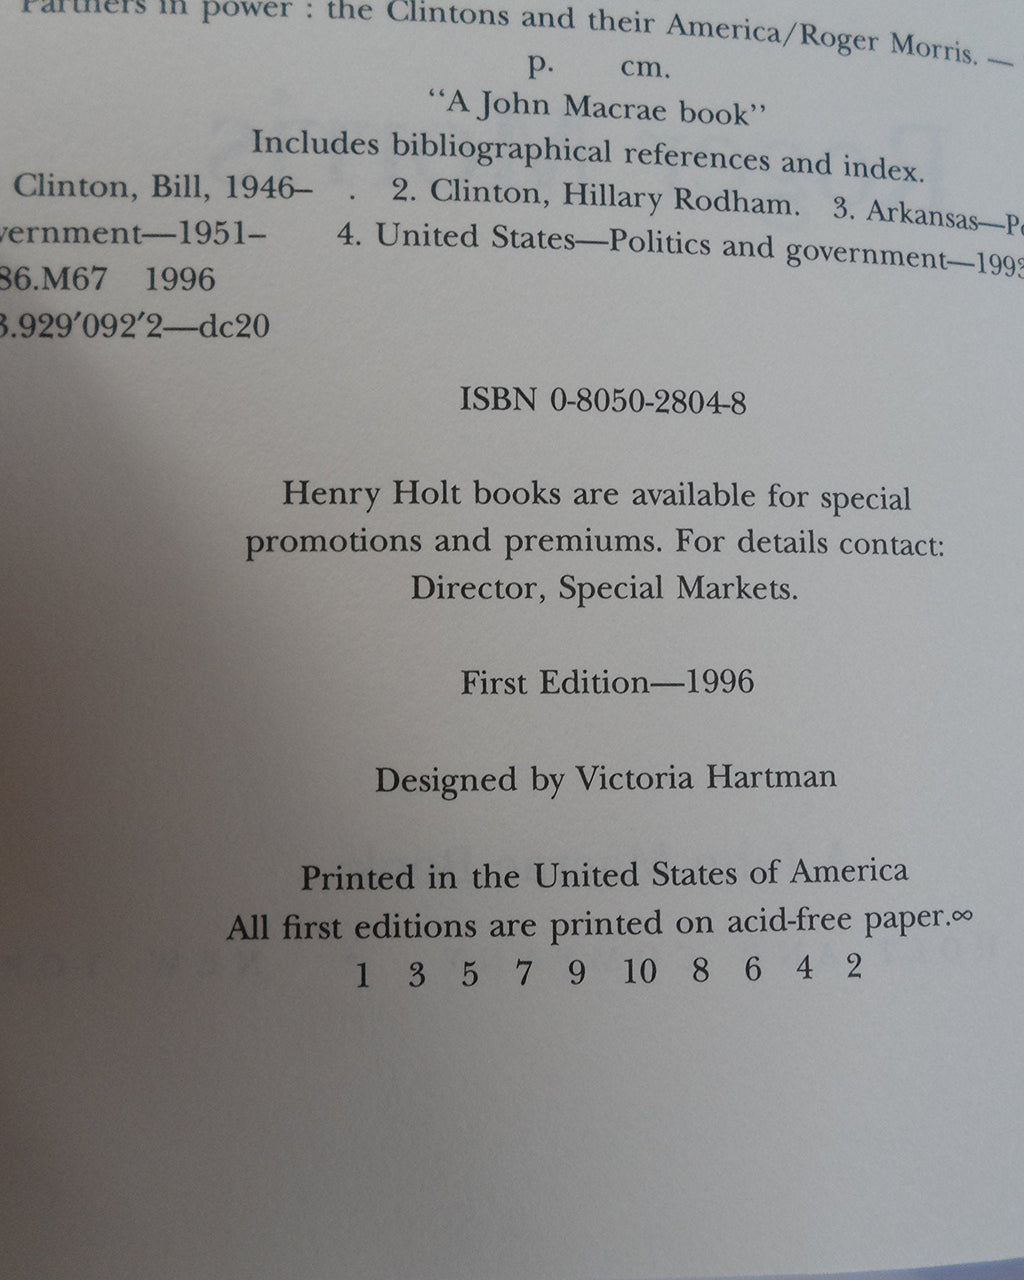 Partners in power : the Clintons and their America/Roger Morris. —
p. cm.
“A John Macrae book”
Includes bibliographical references and index.
Clinton, Bill, 1946– . 2. Clinton, Hillary Rodham. 3. Arkansas—Po
vernment—1951– 4. United States—Politics and government—1993
86.M67 1996
3.929′092′2—dc20
ISBN 0-8050-2804-8
Henry Holt books are available for special
promotions and premiums. For details contact:
Director, Special Markets.
First Edition—1996
Designed by Victoria Hartman
Printed in the United States of America
All first editions are printed on acid-free paper.∞
1 3 5 7 9 10 8 6 4 2